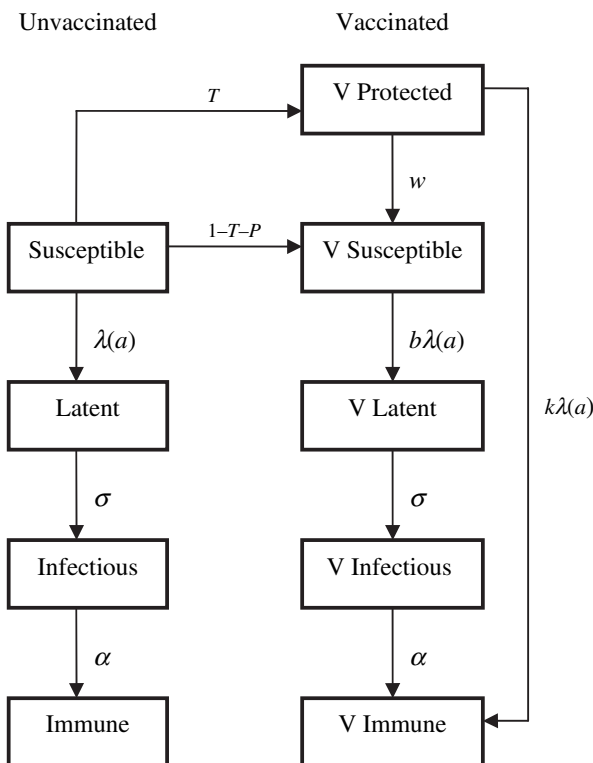 Unvaccinated
Vaccinated
V Protected
T
w
Susceptible
1–T–P
V Susceptible
λ(a)
bλ(a)
Latent
V Latent
kλ(a)
σ
σ
Infectious
V Infectious
α
α
Immune
V Immune